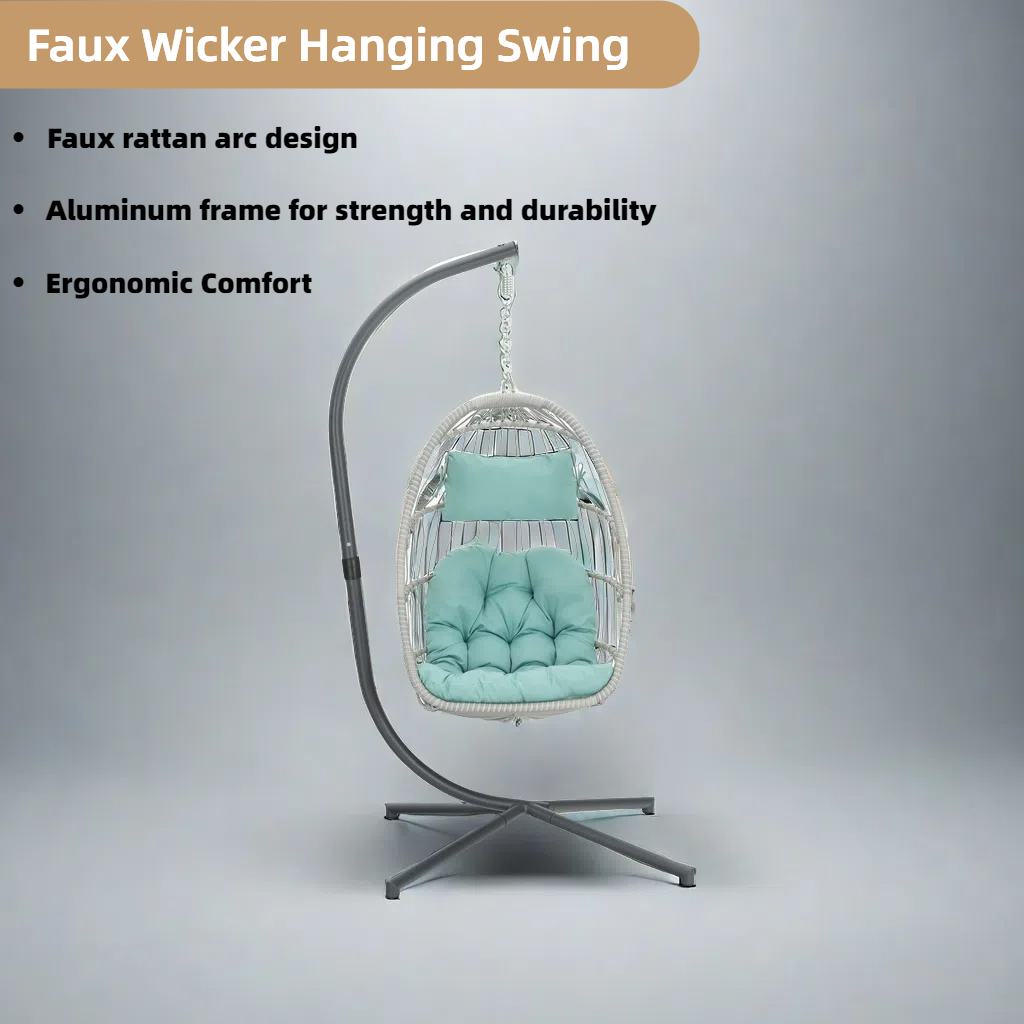 Faux Wicker Hanging Swing
• Faux rattan arc design
• Aluminum frame for strength and durability
• Ergonomic Comfort